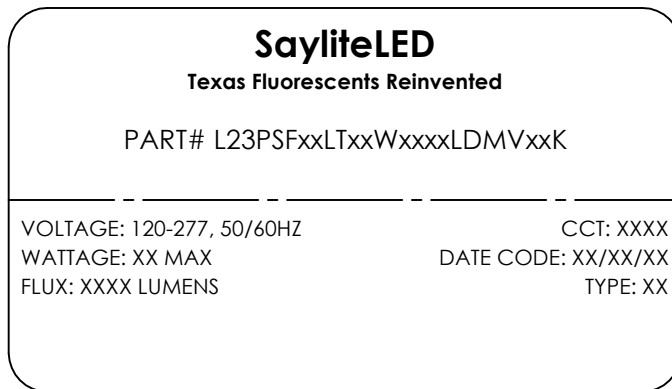 SayliteLED
Texas Fluorescents Reinvented
PART# L23PSFxxLTxxWxxxxLDMVxxK
VOLTAGE: 120-277, 50/60HZ
CCT: XXXX
WATTAGE: XX MAX
DATE CODE: XX/XX/XX
FLUX: XXXX LUMENS
TYPE: XX